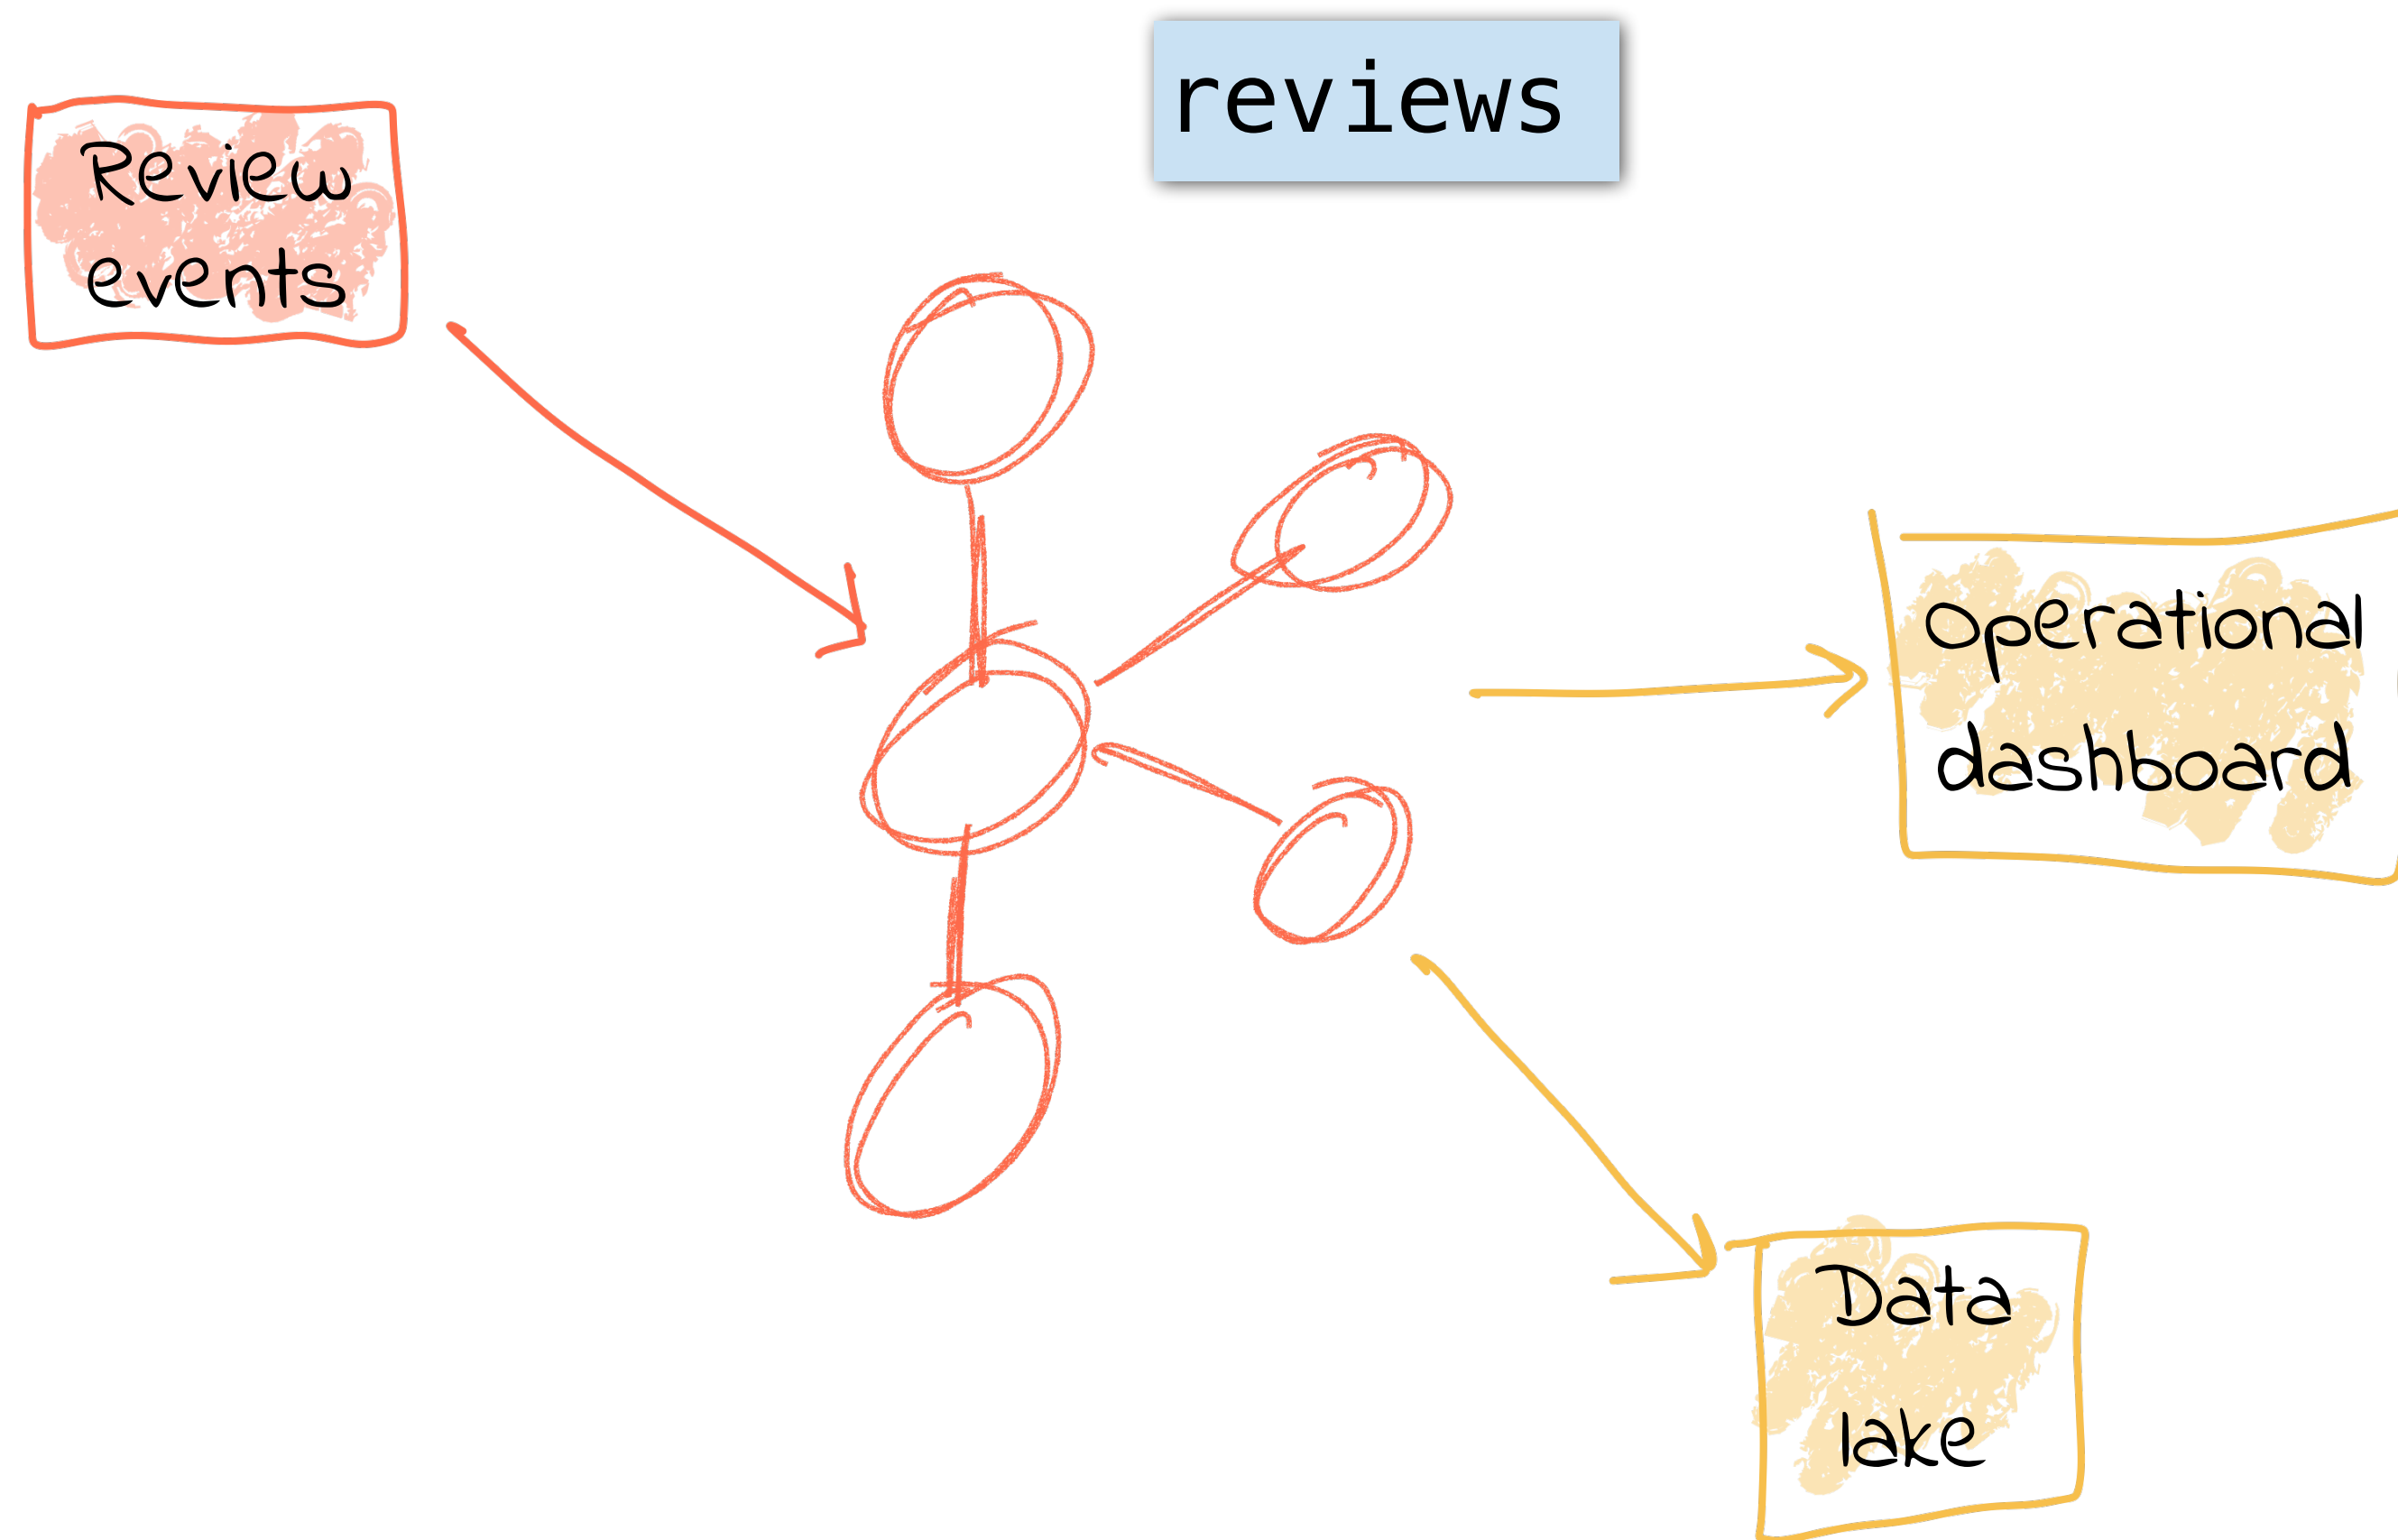 reviews
Review
events
Operational
dashboard
Data
lake